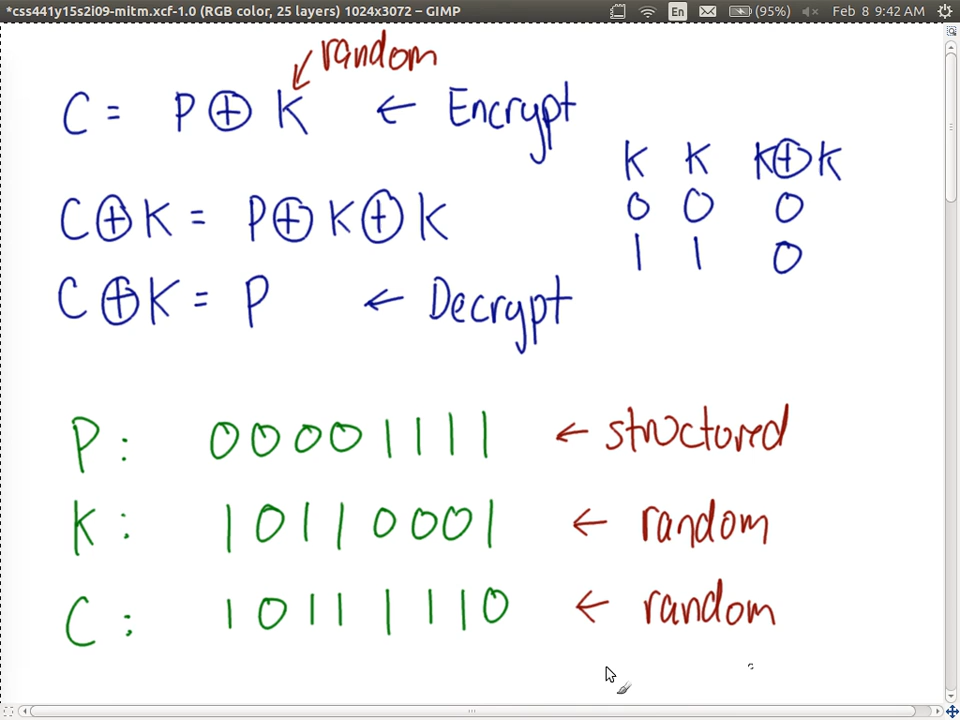 *css441y15s2i09-mitm.xcf-1.0 (RGB color, 25 layers) 1024x3072 – GIMP En (95%) Feb 8 9:42 AM
random
C = P ⊕ K ← Encrypt
K K K⊕K
0 0 0
1 1 0
C ⊕ K = P ⊕ K ⊕ K
C ⊕ K = P ← Decrypt
P : 00001111 ← structured
K : 10110001 ← random
C : 10111110 ← random